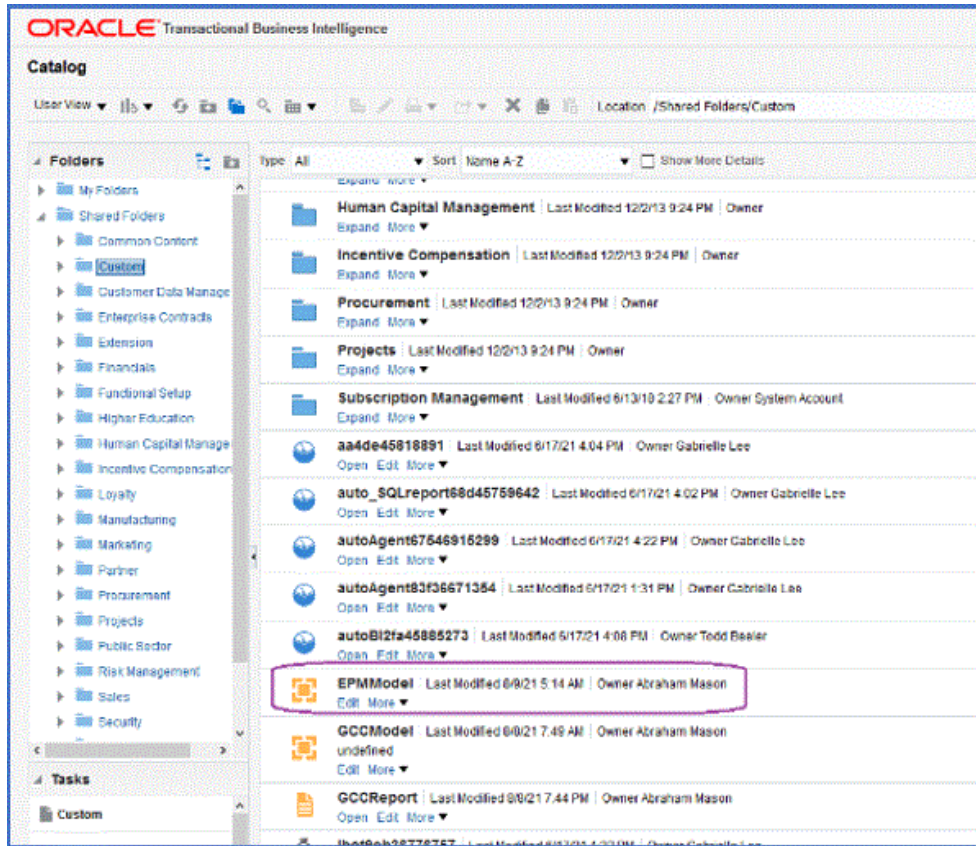 ORACLE Transactional Business Intelligence
Catalog
User View
Location /Shared Folders/Custom
Folders
Type All Sort Name A-Z Show More Details
My Folders
Shared Folders
Common Content
Custom
Customer Data Manage
Enterprise Contracts
Extension
Financials
Functional Setup
Higher Education
Human Capital Manage
Incentive Compensation
Loyalty
Manufacturing
Marketing
Partner
Procurement
Projects
Public Sector
Risk Management
Sales
Security
Tasks
Custom
Expand More
Human Capital Management Last Modified 12/2/13 9:24 PM Owner
Expand More
Incentive Compensation Last Modified 12/2/13 9:24 PM Owner
Expand More
Procurement Last Modified 12/2/13 9:24 PM Owner
Expand More
Projects Last Modified 12/2/13 9:24 PM Owner
Expand More
Subscription Management Last Modified 6/13/18 2:27 PM Owner System Account
Expand More
aa4de45818891 Last Modified 6/17/21 4:04 PM Owner Gabrielle Lee
Open Edit More
auto_SQLreport68d45759642 Last Modified 6/17/21 4:02 PM Owner Gabrielle Lee
Open Edit More
autoAgent67546915299 Last Modified 6/17/21 4:22 PM Owner Gabrielle Lee
Open Edit More
autoAgent83f36671354 Last Modified 6/17/21 1:31 PM Owner Gabrielle Lee
Open Edit More
autoBI2fa45885273 Last Modified 6/17/21 4:06 PM Owner Todd Beeler
Open Edit More
EPMModel Last Modified 8/9/21 5:14 AM Owner Abraham Mason
Edit More
GCCModel Last Modified 8/8/21 7:49 AM Owner Abraham Mason
undefined
Edit More
GCCReport Last Modified 8/8/21 7:44 PM Owner Abraham Mason
Open Edit More